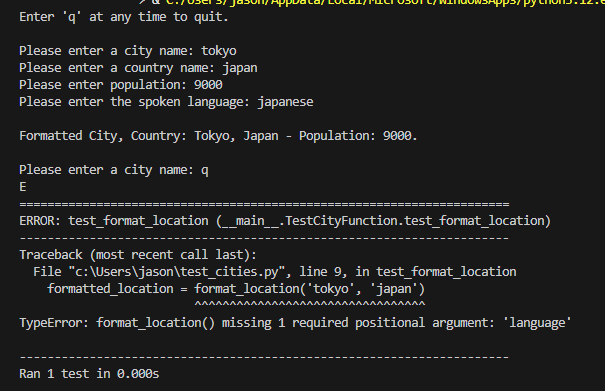 > & C:/Users/jason/AppData/Local/Microsoft/WindowsApps/python3.12.e
Enter 'q' at any time to quit.
Please enter a city name: tokyo
Please enter a country name: japan
Please enter population: 9000
Please enter the spoken language: japanese
Formatted City, Country: Tokyo, Japan - Population: 9000.
Please enter a city name: q
E
======================================================================
ERROR: test_format_location (__main__.TestCityFunction.test_format_location)
----------------------------------------------------------------------
Traceback (most recent call last):
  File "c:\Users\jason\test_cities.py", line 9, in test_format_location
    formatted_location = format_location('tokyo', 'japan')
                         ^^^^^^^^^^^^^^^^^^^^^^^^^^^^^^^^^
TypeError: format_location() missing 1 required positional argument: 'language'
----------------------------------------------------------------------
Ran 1 test in 0.000s